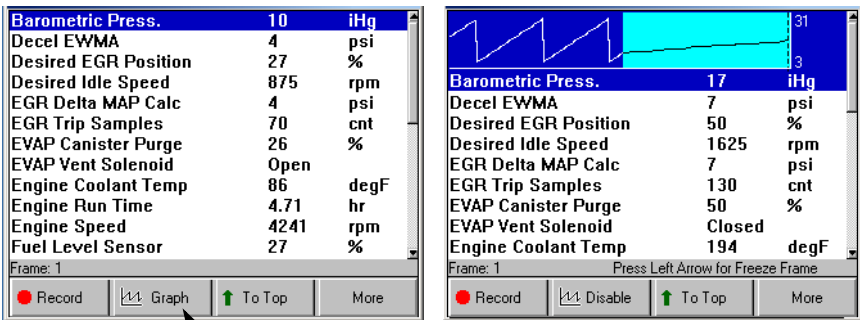 Barometric Press. 10 iHg
Decel EWMA 4 psi
Desired EGR Position 27 %
Desired Idle Speed 875 rpm
EGR Delta MAP Calc 4 psi
EGR Trip Samples 70 cnt
EVAP Canister Purge 26 %
EVAP Vent Solenoid Open
Engine Coolant Temp 86 degF
Engine Run Time 4.71 hr
Engine Speed 4241 rpm
Fuel Level Sensor 27 %
Frame: 1
Record Graph To Top More
31
3
Barometric Press. 17 iHg
Decel EWMA 7 psi
Desired EGR Position 50 %
Desired Idle Speed 1625 rpm
EGR Delta MAP Calc 7 psi
EGR Trip Samples 130 cnt
EVAP Canister Purge 50 %
EVAP Vent Solenoid Closed
Engine Coolant Temp 194 degF
Frame: 1 Press Left Arrow for Freeze Frame
Record Disable To Top More